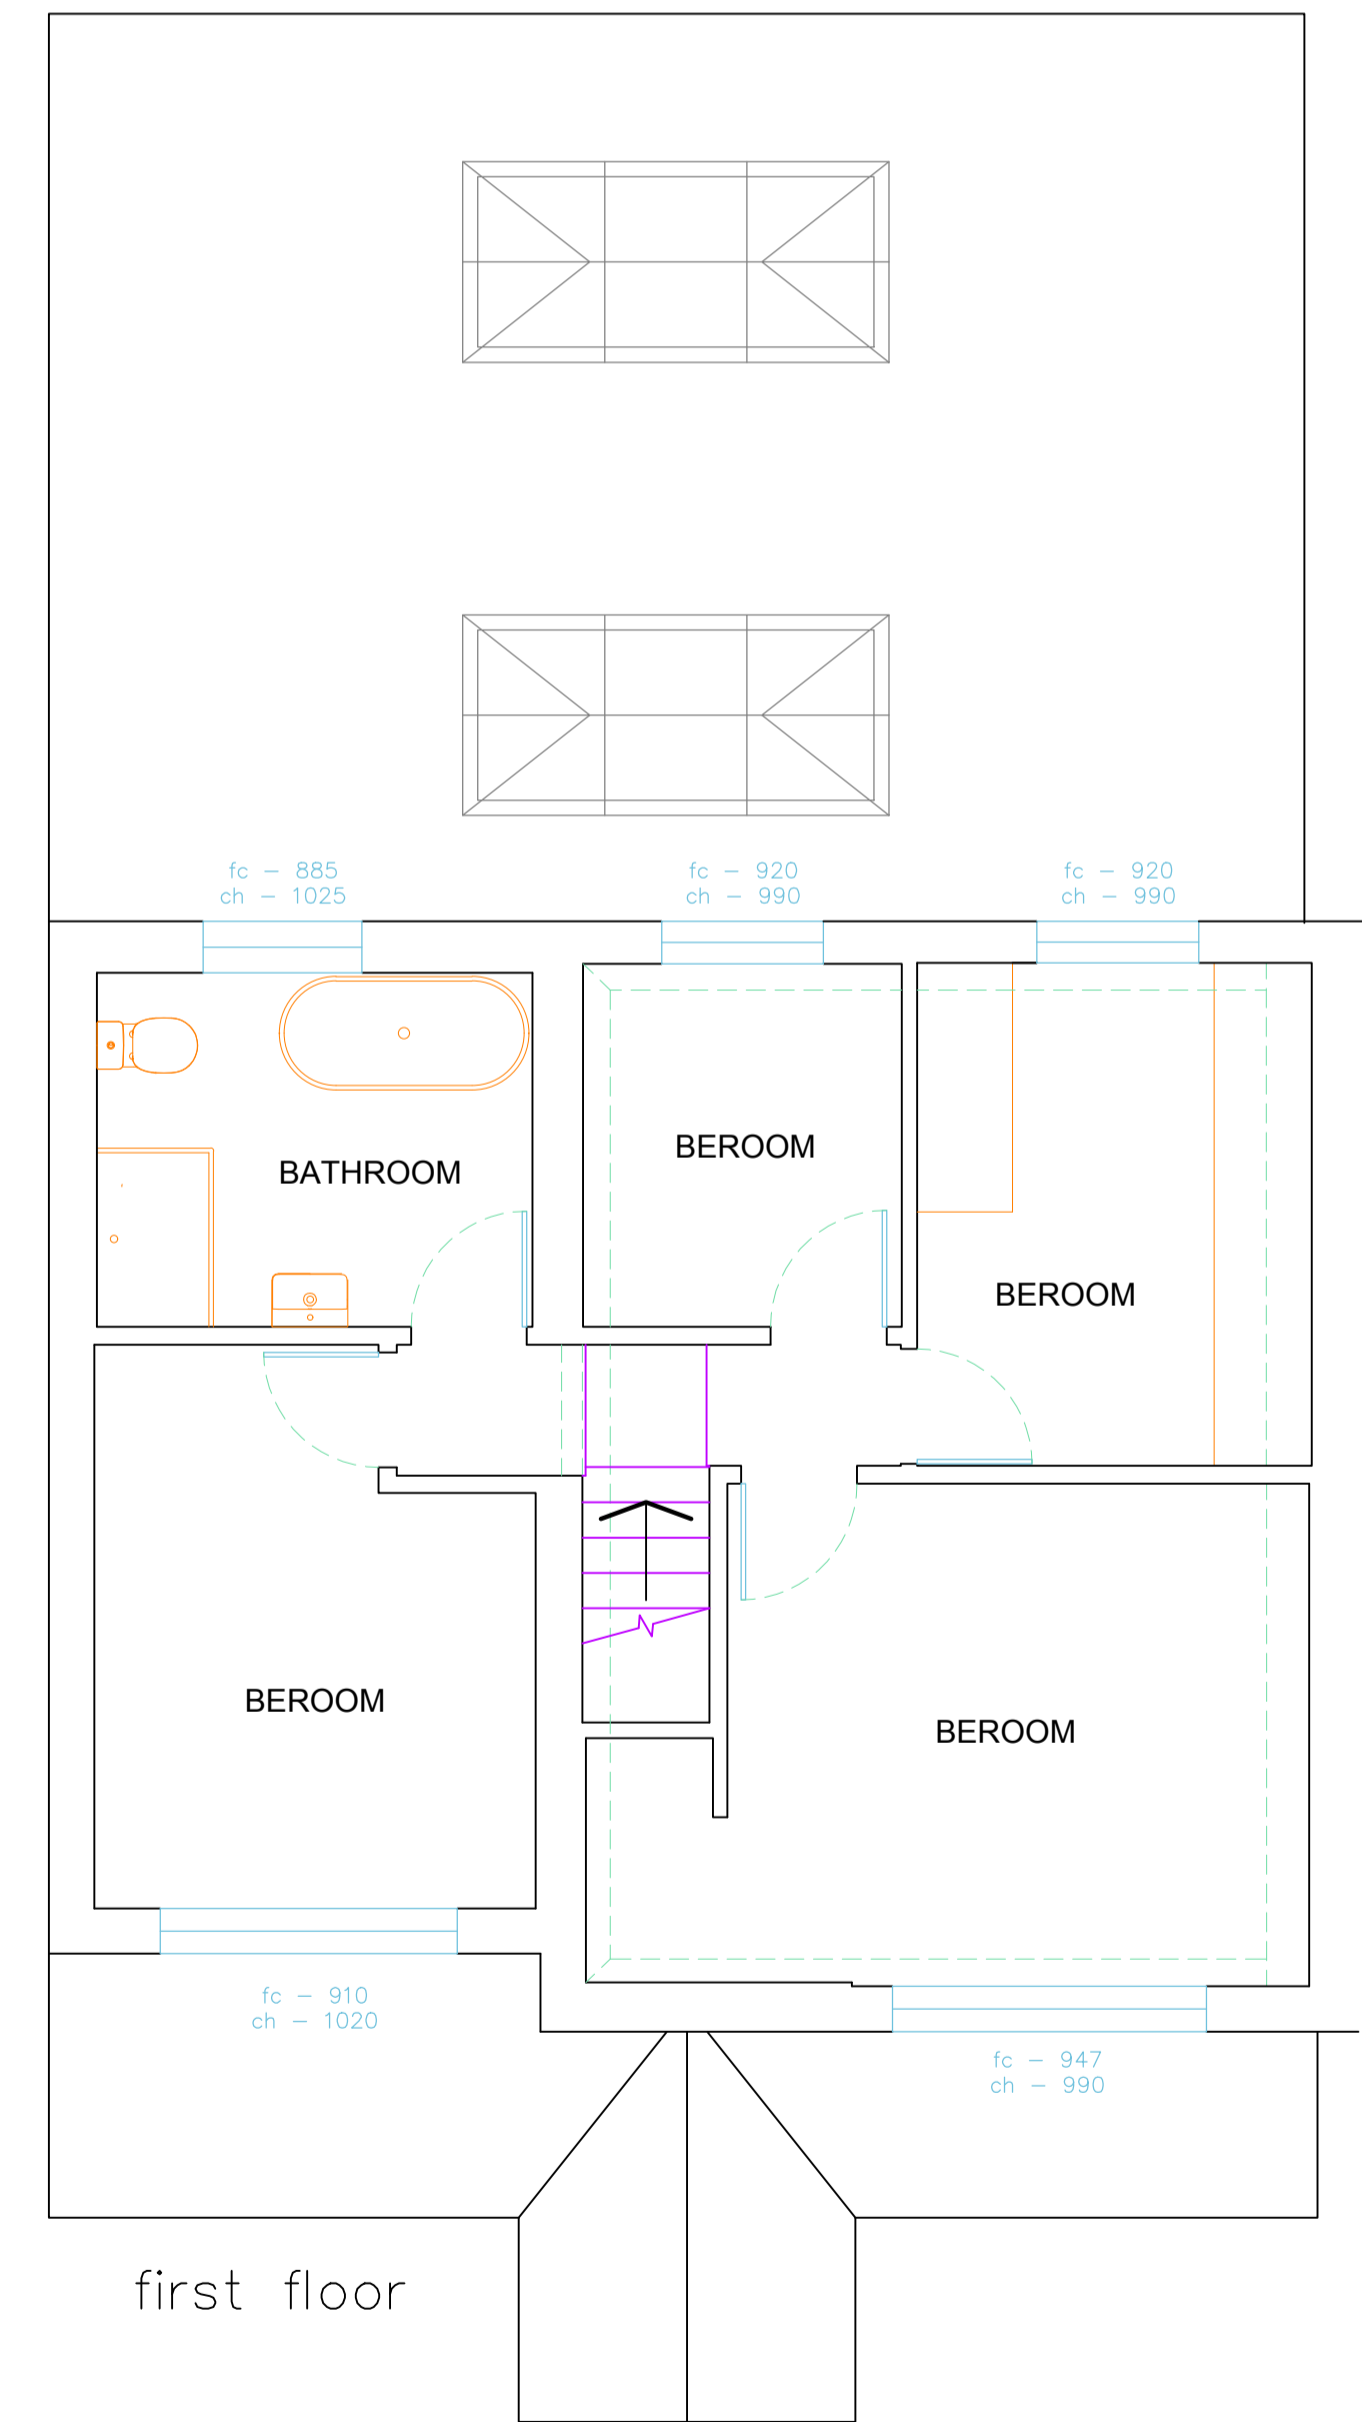 fc – 885
ch – 1025
fc – 920
ch – 990
fc – 920
ch – 990
BEROOM
BATHROOM
BEROOM
BEROOM
BEROOM
fc – 910
ch – 1020
fc – 947
ch – 990
first floor